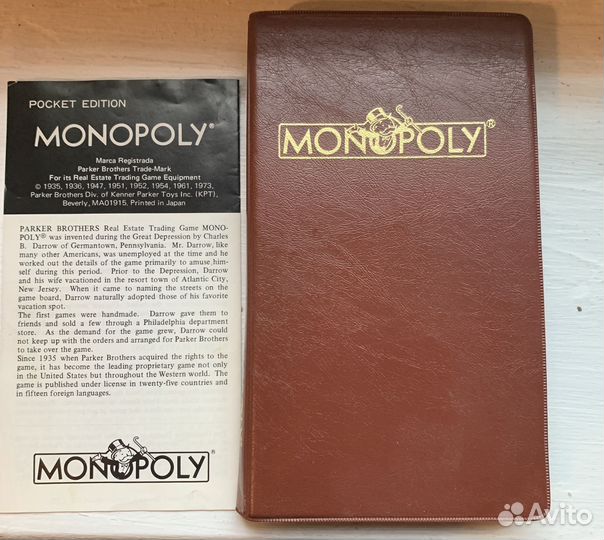 POCKET EDITION
MONOPOLY®
Marca Registrada
Parker Brothers Trade-Mark
For its Real Estate Trading Game Equipment
© 1935, 1936, 1947, 1951, 1952, 1954, 1961, 1973,
Parker Brothers Div. of Kenner Parker Toys Inc. (KPT),
Beverly, MA01915. Printed in Japan
PARKER BROTHERS Real Estate Trading Game MONO-
POLY® was invented during the Great Depression by Charles
B. Darrow of Germantown, Pennsylvania. Mr. Darrow, like
many other Americans, was unemployed at the time and he
worked out the details of the game primarily to amuse him-
self during this period. Prior to the Depression, Darrow
and his wife vacationed in the resort town of Atlantic City,
New Jersey. When it came to naming the streets on the
game board, Darrow naturally adopted those of his favorite
vacation spot.
The first games were handmade. Darrow gave them to
friends and sold a few through a Philadelphia department
store. As the demand for the game grew, Darrow could
not keep up with the orders and arranged for Parker Brothers
to take over the game.
Since 1935 when Parker Brothers acquired the rights to the
game, it has become the leading proprietary game not only
in the United States but throughout the Western world. The
game is published under license in twenty-five countries and
in fifteen foreign languages.
MONOPOLY®
MONOPOLY®
Avito